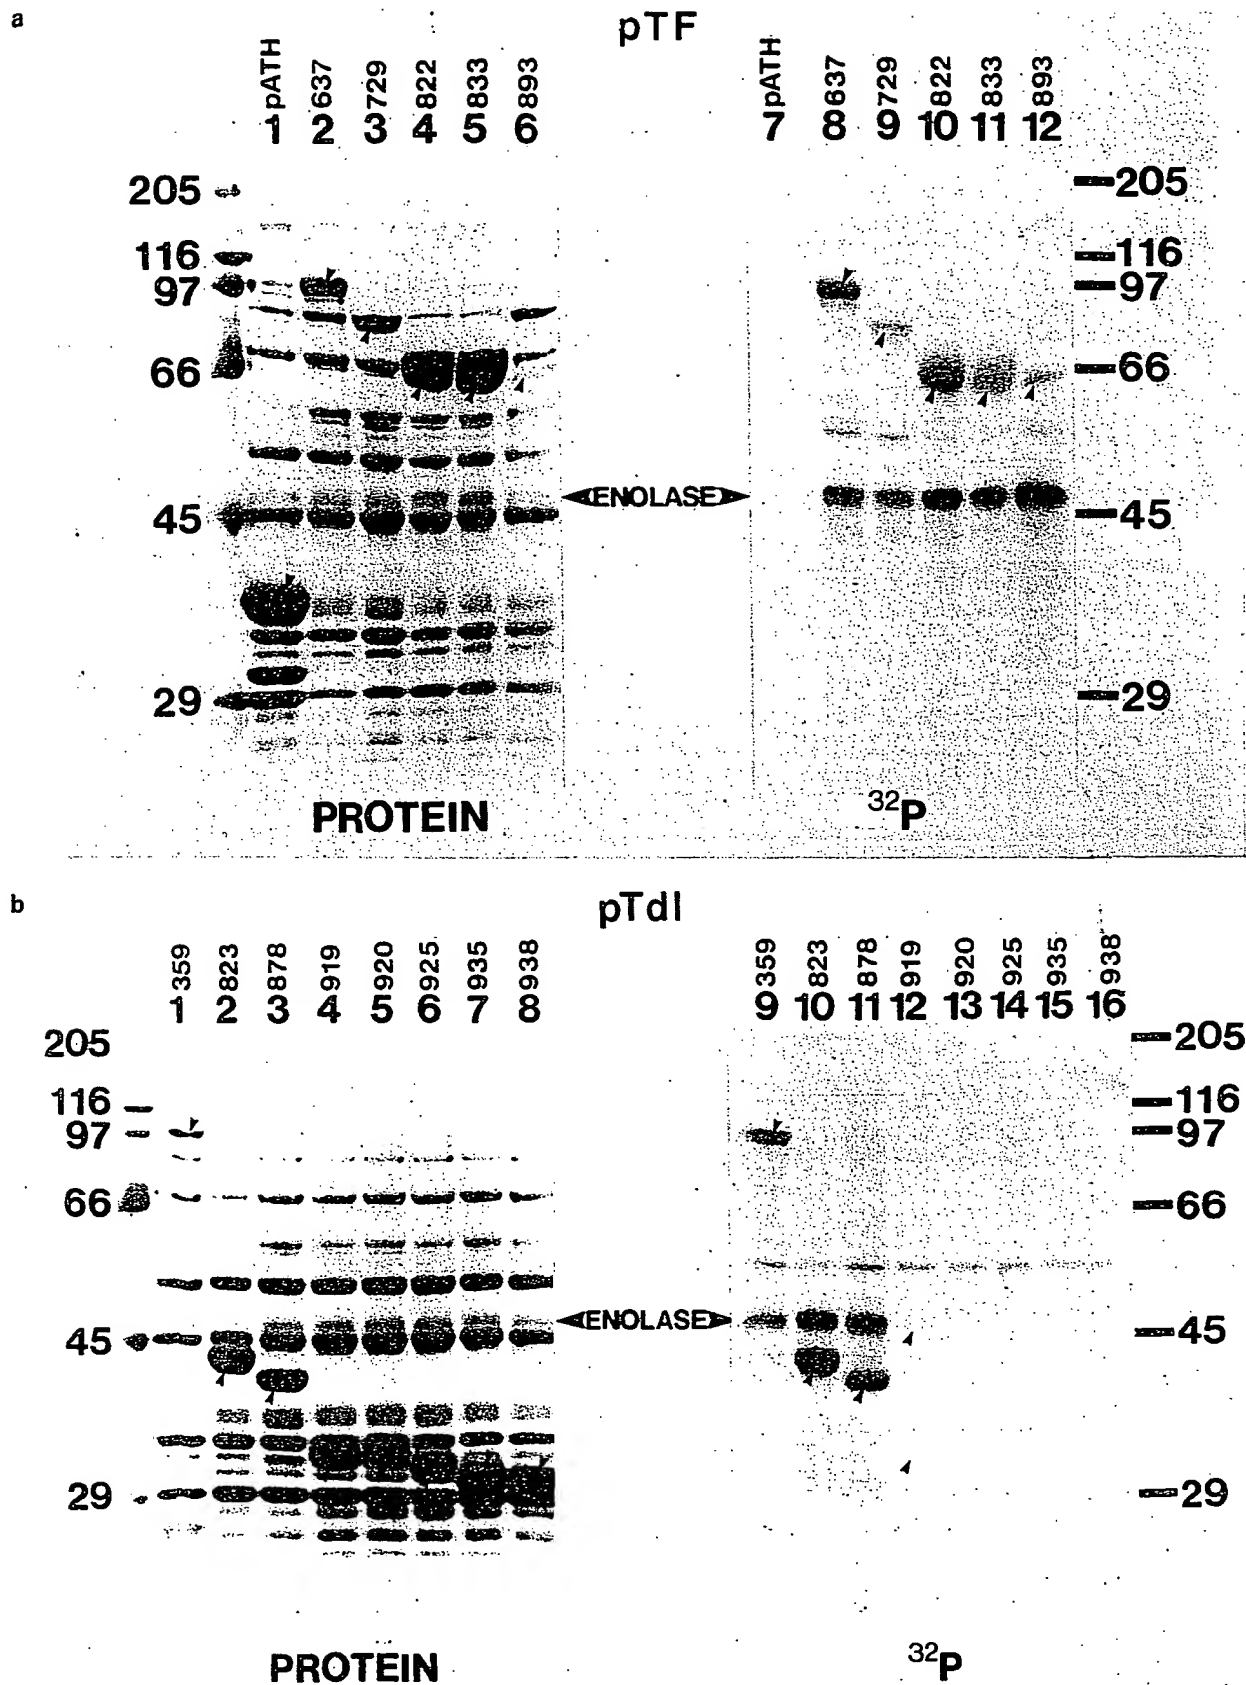 a
pTF
pATH 637 729 822 833 893
1 2 3 4 5 6
pATH 637 729 822 833 893
7 8 9 10 11 12
205
116
97
66
45
29
ENOLASE
205
116
97
66
45
29
PROTEIN
32P
b
pTdl
359 823 878 919 920 925 935 938
1 2 3 4 5 6 7 8
359 823 878 919 920 925 935 938
9 10 11 12 13 14 15 16
205
116
97
66
45
29
ENOLASE
205
116
97
66
45
29
PROTEIN
32P